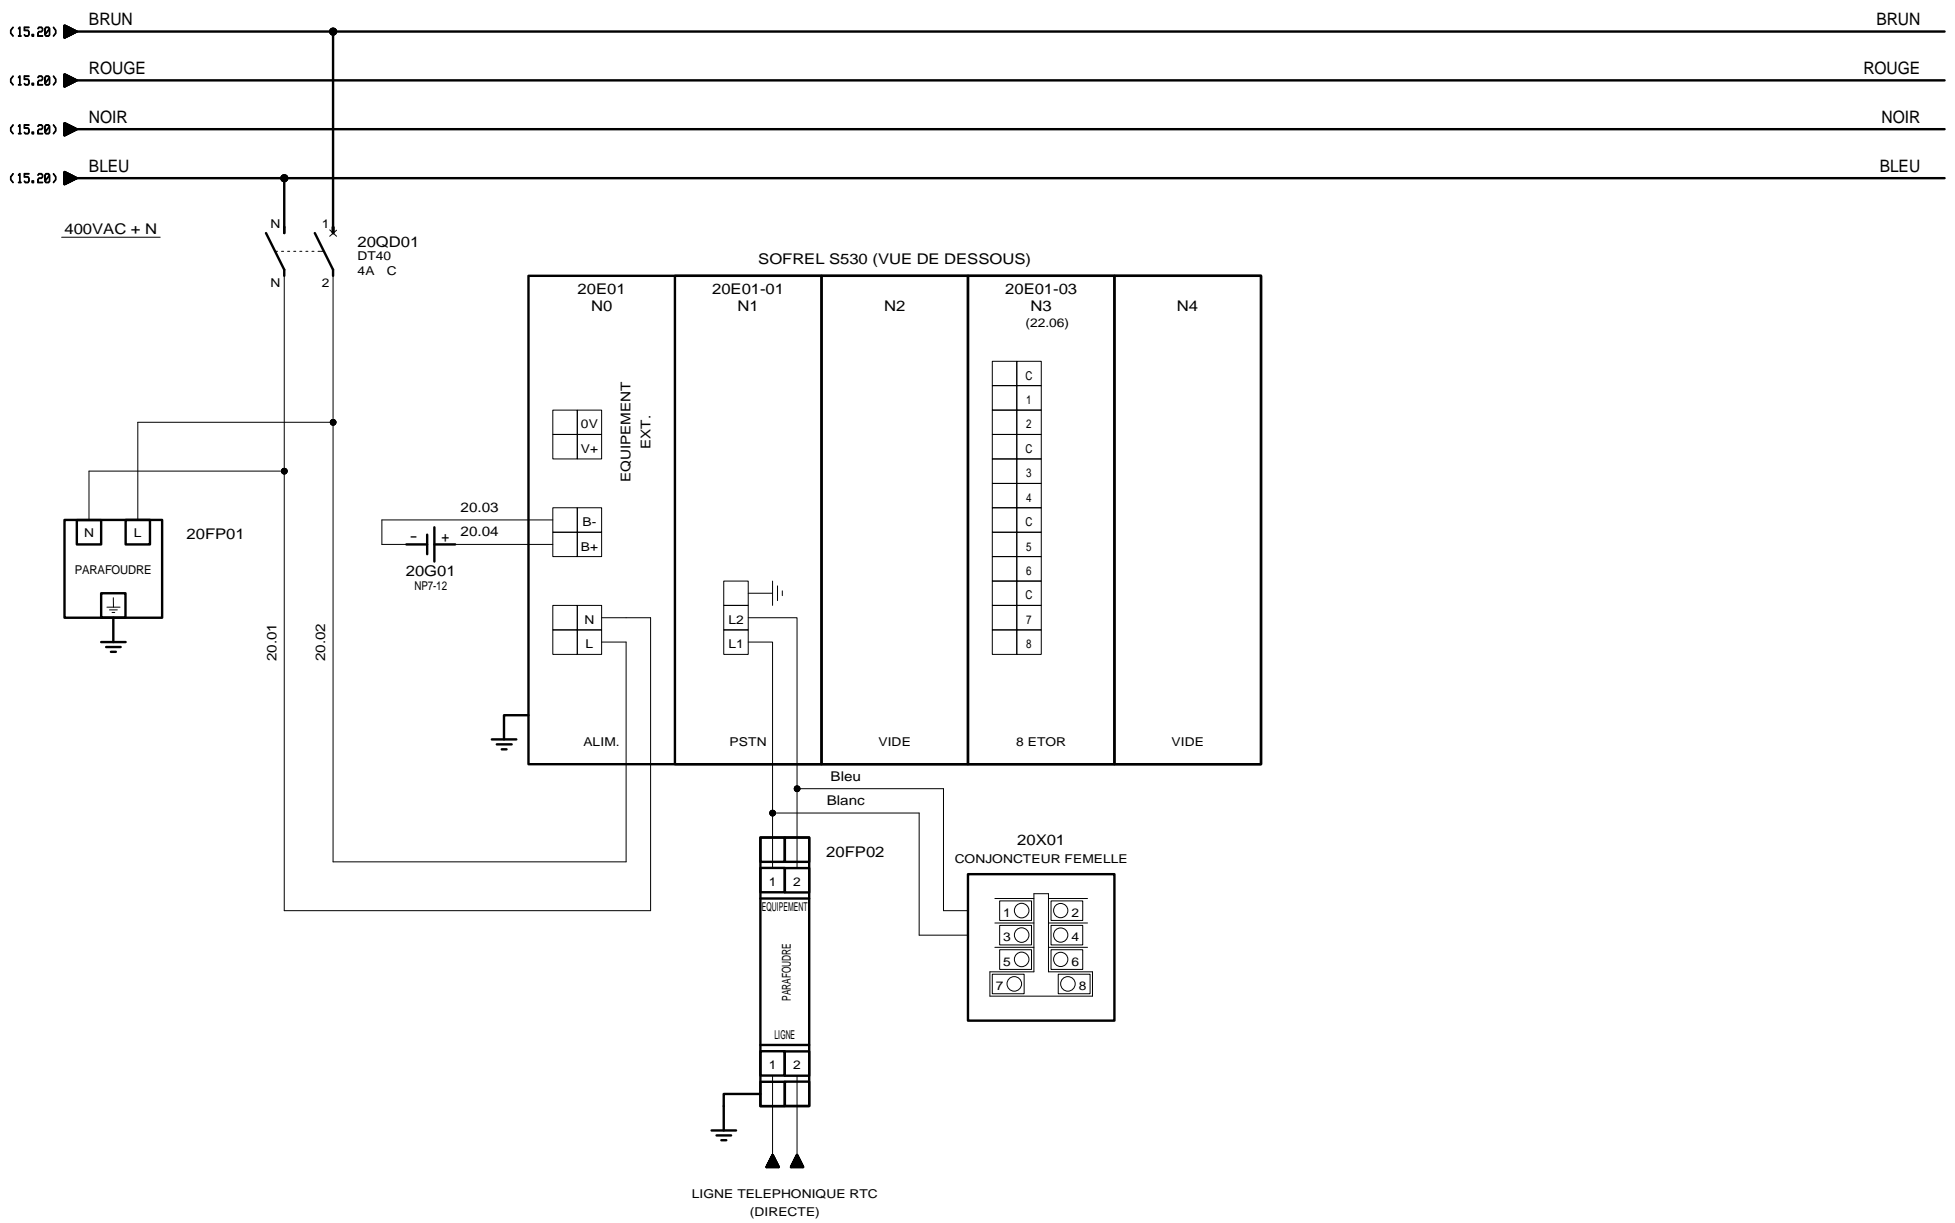 BRUN
BRUN
(15.20)
ROUGE
ROUGE
(15.20)
NOIR
NOIR
(15.20)
BLEU
BLEU
(15.20)
400VAC + N
N
1
20QD01
DT40
4A C
N
2
SOFREL S530 (VUE DE DESSOUS)
20E01
N0
20E01-01
N1
N2
20E01-03
N3
(22.06)
N4
EQUIPEMENT
EXT.
0V
V+
C
1
2
C
3
4
C
5
6
C
7
8
20.03
B-
- +
20.04
B+
20G01
NP7-12
N
L
20FP01
PARAFOUDRE
20.01
20.02
N
L
L2
L1
ALIM.
PSTN
VIDE
8 ETOR
VIDE
Bleu
Blanc
20FP02
1 2
EQUIPEMENT
PARAFOUDRE
LIGNE
1 2
20X01
CONJONCTEUR FEMELLE
1 2
3 4
5 6
7 8
LIGNE TELEPHONIQUE RTC
(DIRECTE)